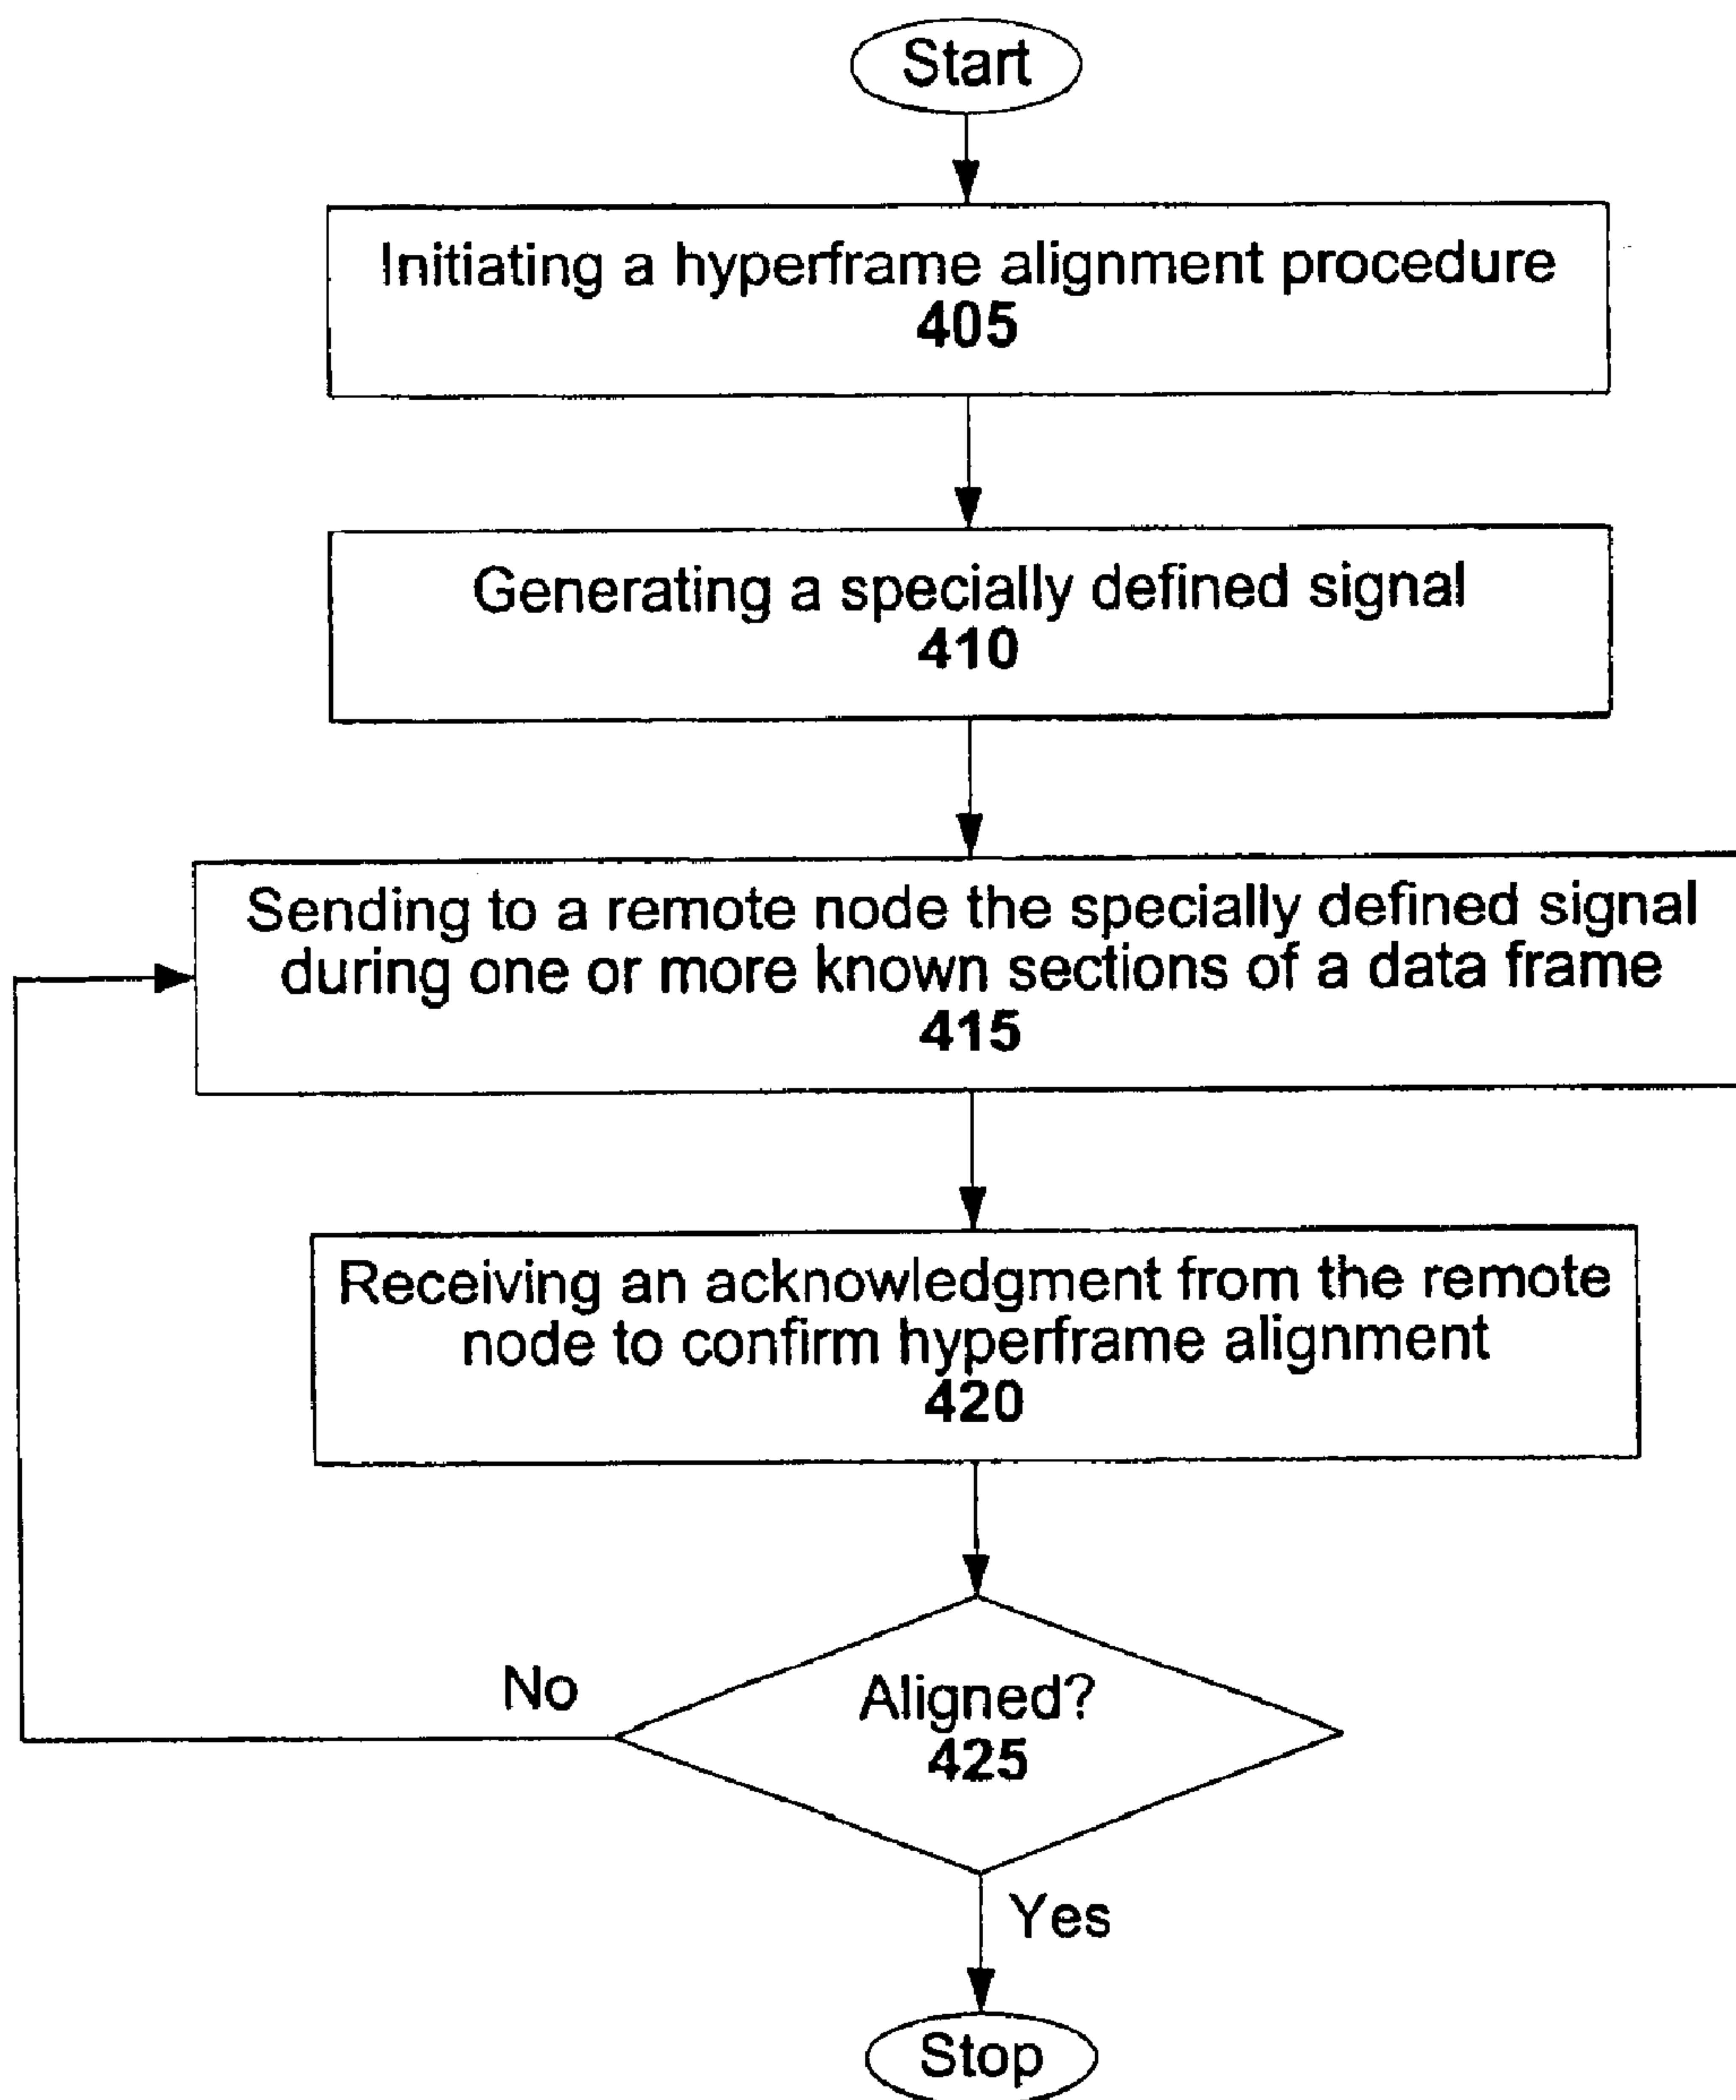 Start
Initiating a hyperframe alignment procedure
405
Generating a specially defined signal
410
Sending to a remote node the specially defined signal
during one or more known sections of a data frame
415
Receiving an acknowledgment from the remote
node to confirm hyperframe alignment
420
No
Aligned?
425
Yes
Stop